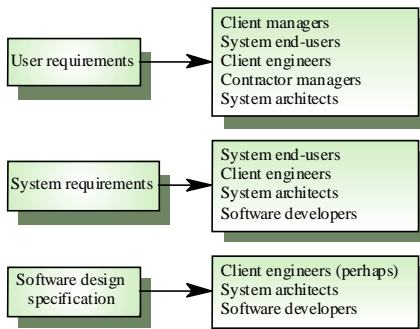 User requirements
Client managers
System end-users
Client engineers
Contractor managers
System architects
System requirements
System end-users
Client engineers
System architects
Software developers
Software design
specification
Client engineers (perhaps)
System architects
Software developers